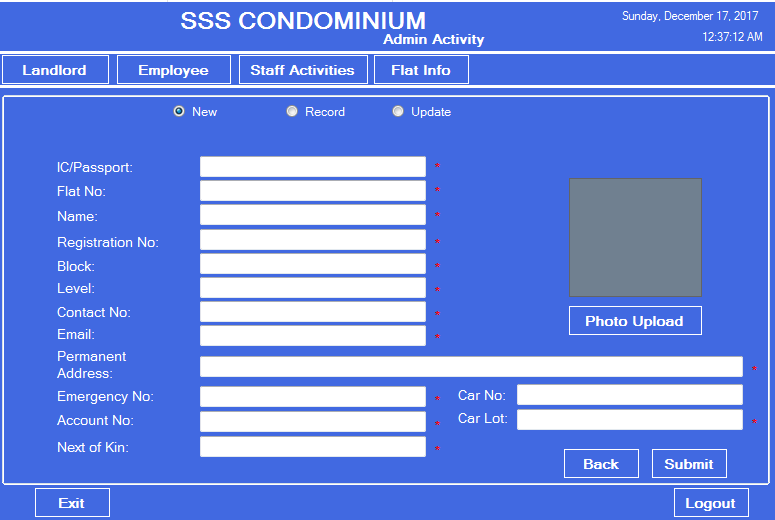 SSS CONDOMINIUM
Admin Activity
Sunday, December 17, 2017
12:37:12 AM
Landlord
Employee
Staff Activities
Flat Info
New
Record
Update
IC/Passport: *
Flat No: *
Name: *
Registration No: *
Block: *
Level: *
Contact No: *
Email: *
Photo Upload
Permanent
Address: *
Emergency No: *
Car No:
Account No: *
Car Lot: *
Next of Kin: *
Back
Submit
Exit
Logout